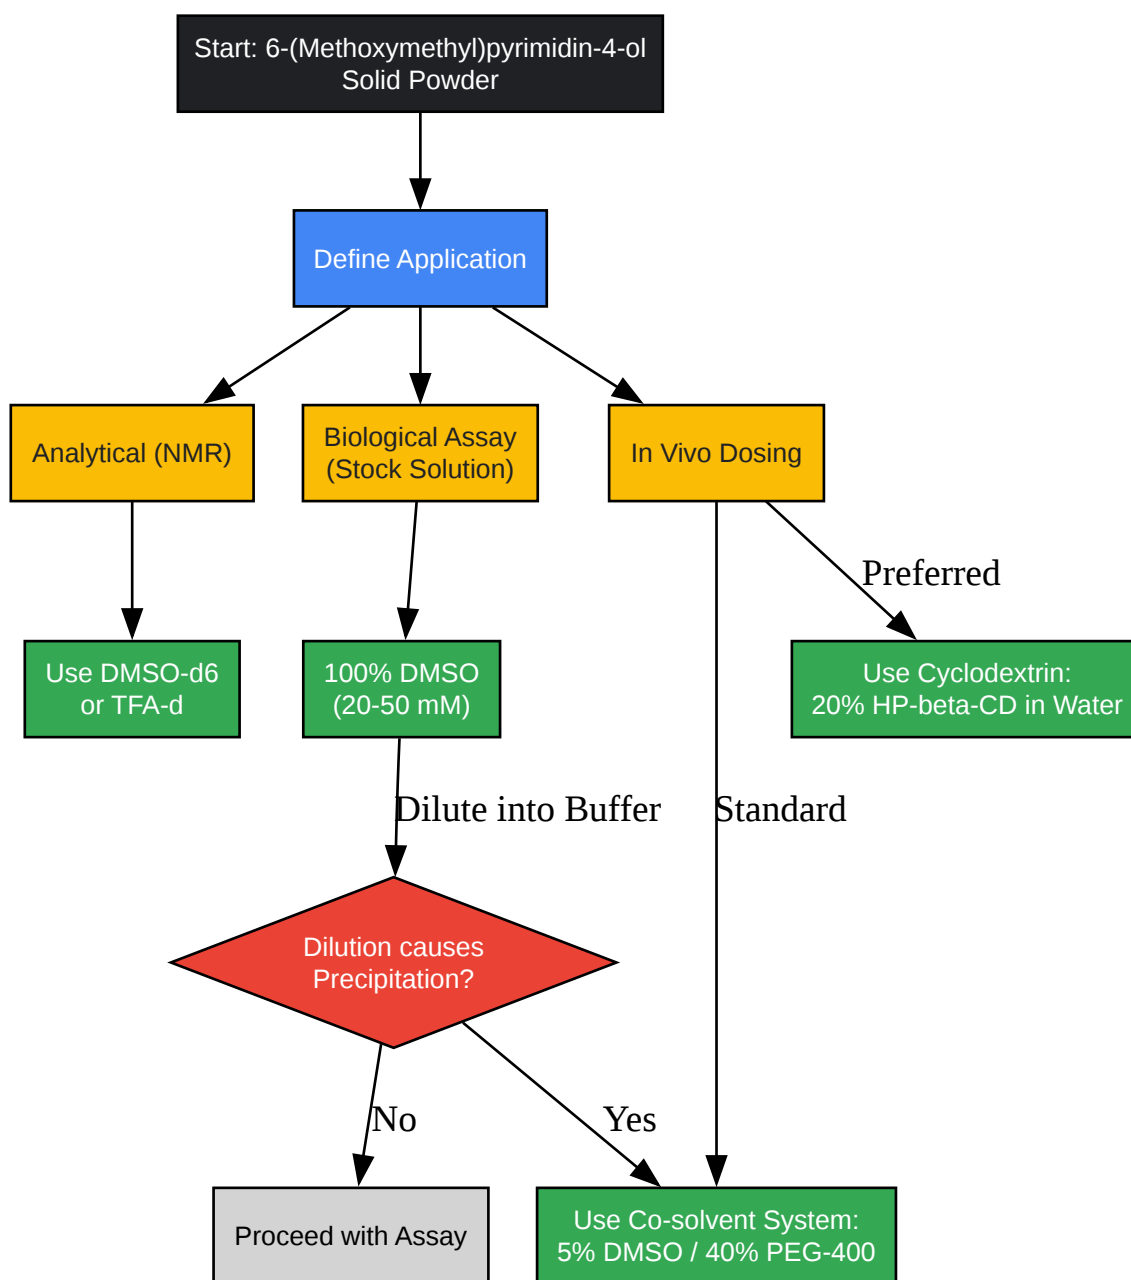 Start: 6-(Methoxymethyl)pyrimidin-4-ol
Solid Powder
Define Application
Analytical (NMR)
Biological Assay
(Stock Solution)
In Vivo Dosing
Preferred
Use DMSO-d6
or TFA-d
100% DMSO
(20-50 mM)
Use Cyclodextrin:
20% HP-beta-CD in Water
Dilute into Buffer
Standard
Dilution causes
Precipitation?
No
Yes
Proceed with Assay
Use Co-solvent System:
5% DMSO / 40% PEG-400